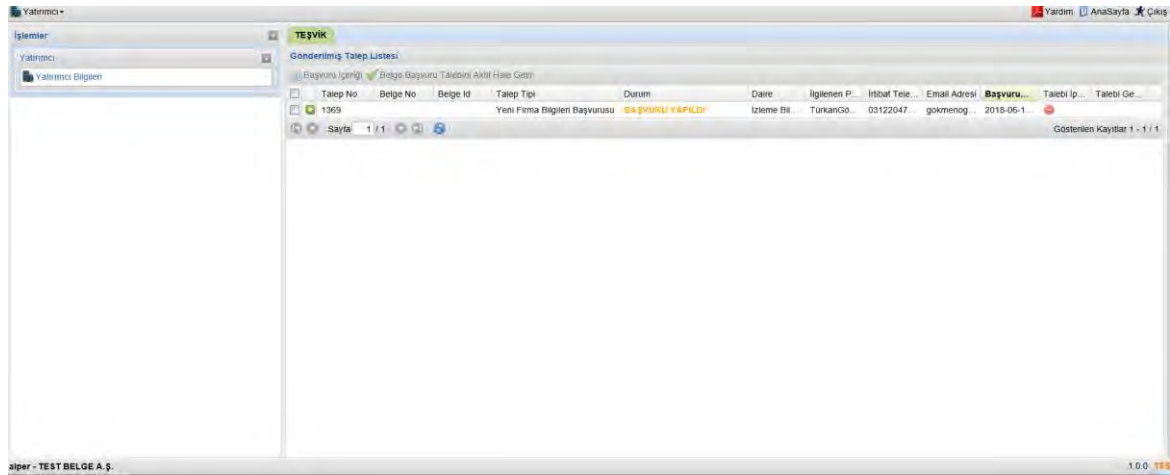 Yatırımcı
Yardım AnaSayfa Çıkış
İşlemler
Yatırımcı
Yatırımcı Bilgileri
TEŞVİK
Gönderilmiş Talep Listesi
Başvuru İçeriği Belge Başvuru Talebini Aktif Hale Getir
Talep No Belge No Belge Id Talep Tipi Durum Daire İlgilenen P... İrtibat Tele... Email Adresi Başvuru... Talebi İp... Talebi Ge...
1369 Yeni Firma Bilgileri Başvurusu BAŞVURU YAPILDI İzleme Bil... TürkanGö... 03122047... gokmenog... 2018-06-1...
Sayfa 1 / 1 Gösterilen Kayıtlar 1 - 1 / 1
alper - TEST BELGE A.Ş. 1.0.0 TES